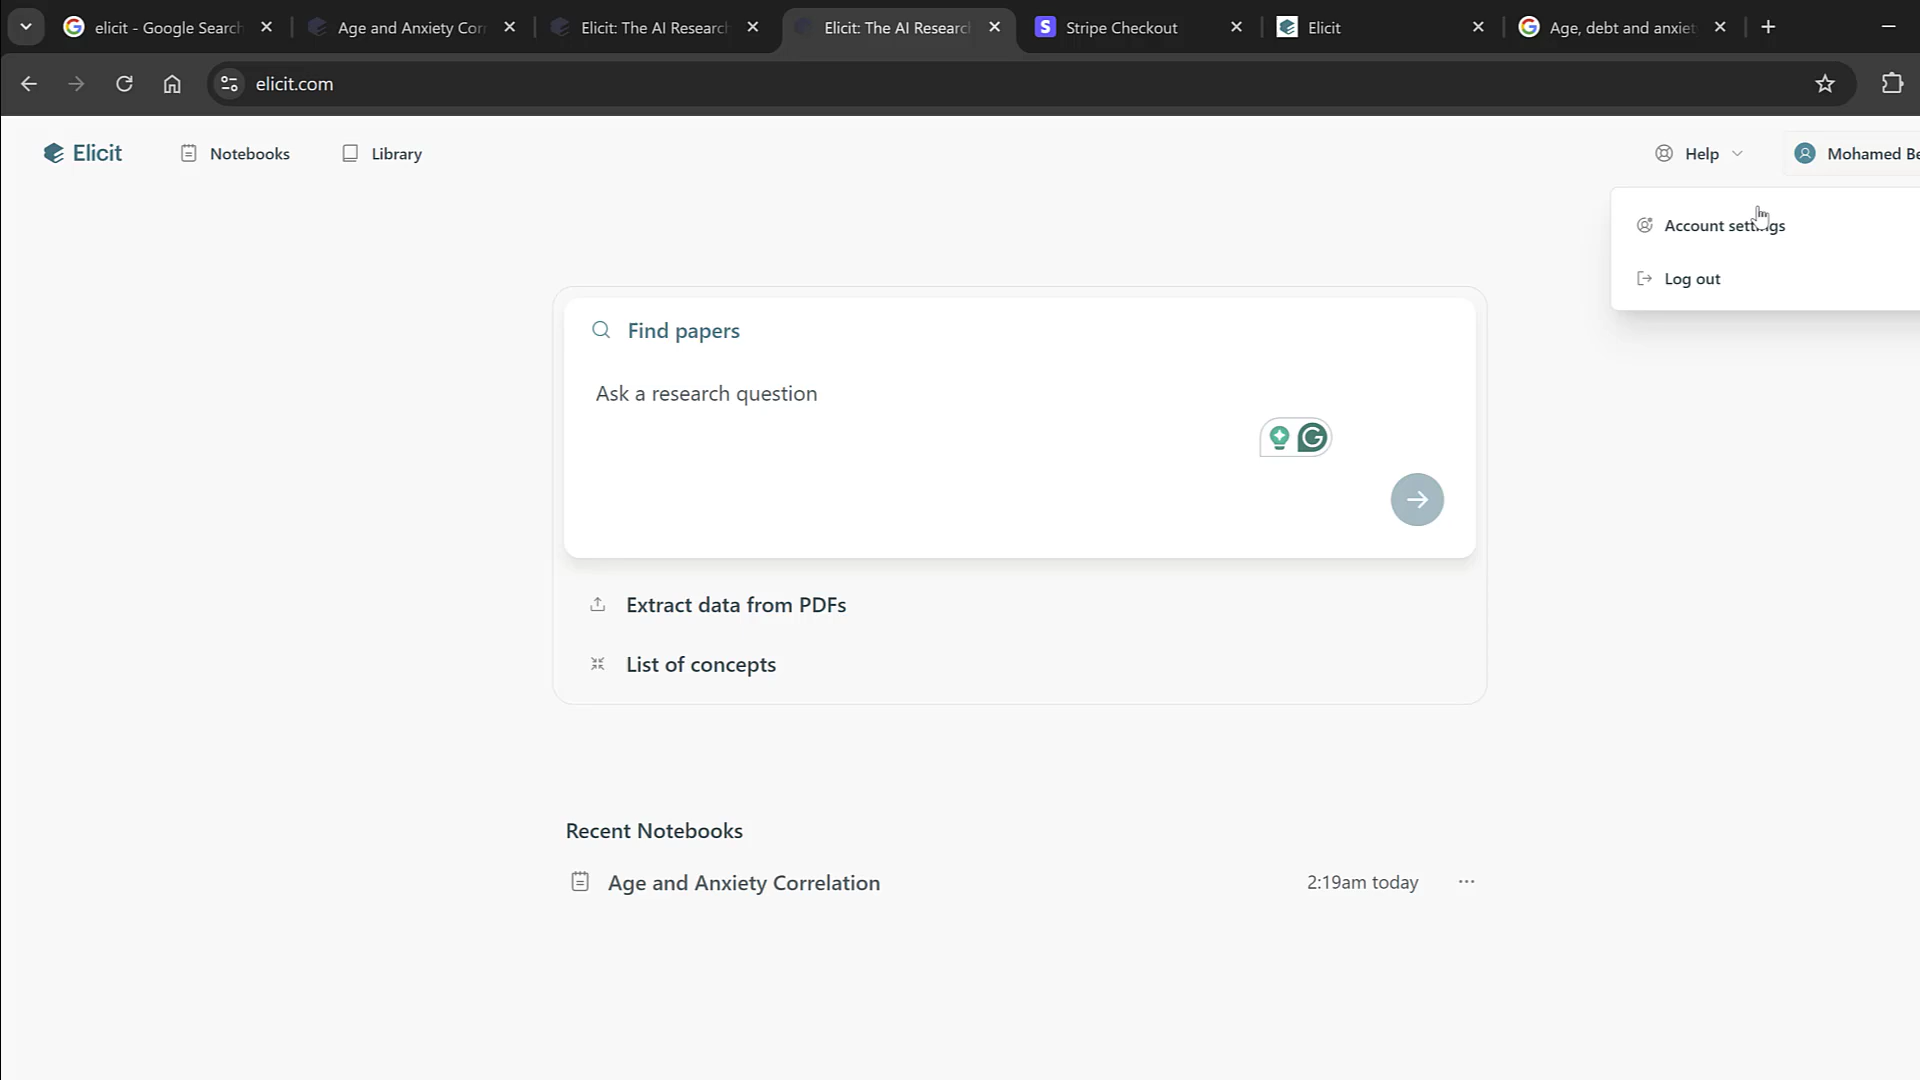 elicit - Google Search
Age and Anxiety Cor
Elicit: The AI Research
Elicit: The AI Research
Stripe Checkout
Elicit
Age, debt and anxiet
elicit.com
Elicit
Notebooks
Library
Help
Mohamed Be
Account settings
Log out
Find papers
Ask a research question
Extract data from PDFs
List of concepts
Recent Notebooks
Age and Anxiety Correlation
2:19am today